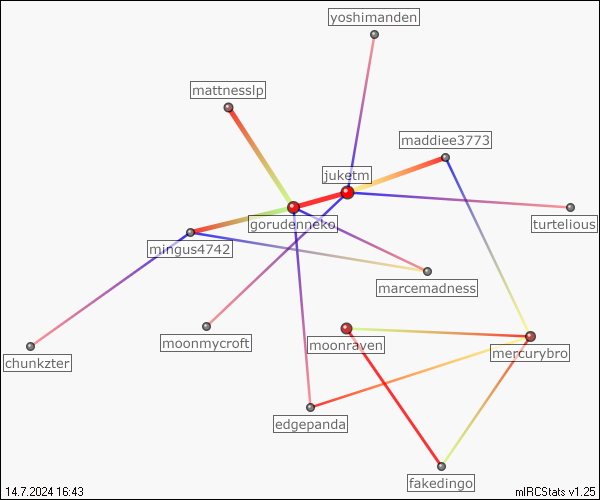 yoshimanden
mattnesslp
maddiee3773
juketm
gorudenneko
turtelious
mingus4742
marcemadness
moonmycroft
moonraven
mercurybro
chunkzter
edgepanda
fakedingo
14.7.2024 16:43
mIRCStats v1.25